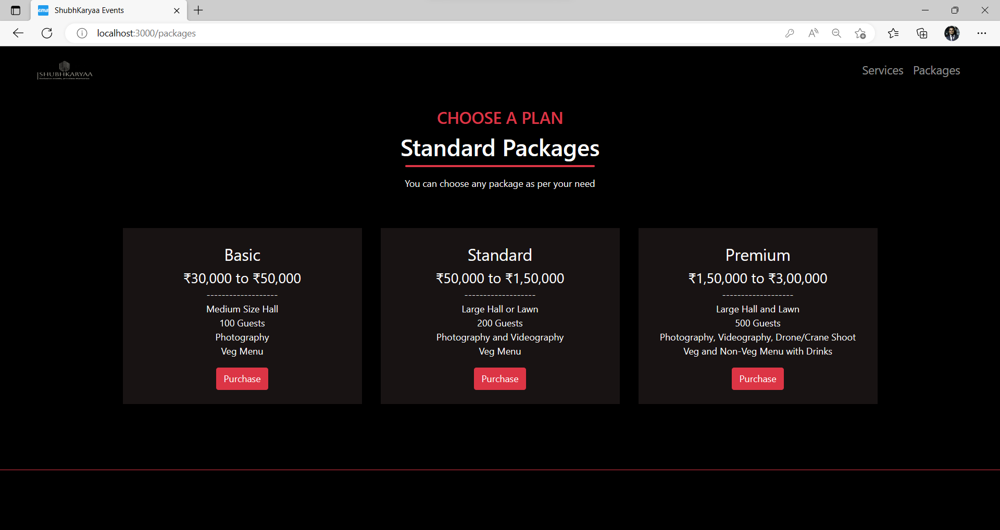 ShubhKaryaa Events
localhost:3000/packages
SHUBHKARYAA
Services Packages
CHOOSE A PLAN
Standard Packages
You can choose any package as per your need
Basic
₹30,000 to ₹50,000
-------------------
Medium Size Hall
100 Guests
Photography
Veg Menu
Purchase
Standard
₹50,000 to ₹1,50,000
-------------------
Large Hall or Lawn
200 Guests
Photography and Videography
Veg Menu
Purchase
Premium
₹1,50,000 to ₹3,00,000
-------------------
Large Hall and Lawn
500 Guests
Photography, Videography, Drone/Crane Shoot
Veg and Non-Veg Menu with Drinks
Purchase